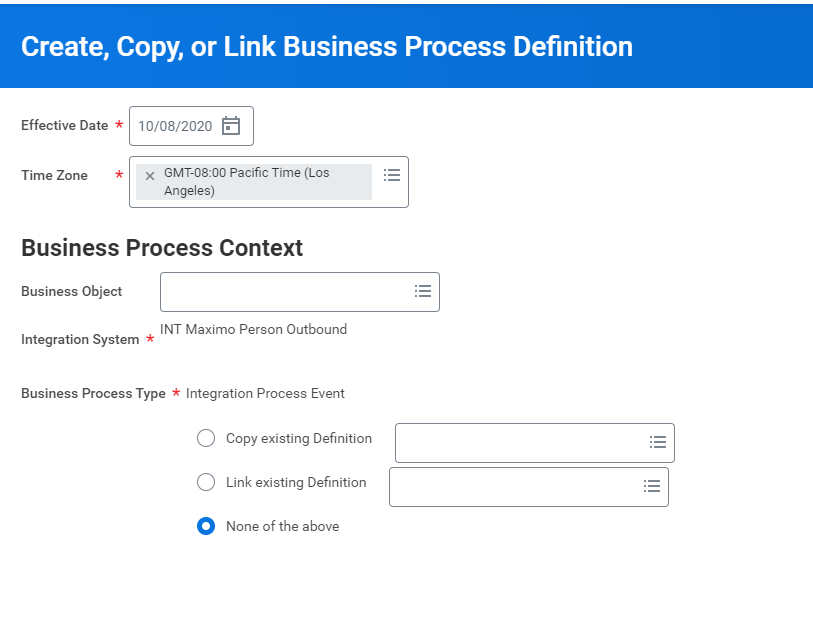 Create, Copy, or Link Business Process Definition
Effective Date * 10/08/2020
Time Zone * × GMT-08:00 Pacific Time (Los
Angeles)
Business Process Context
Business Object
Integration System * INT Maximo Person Outbound
Business Process Type * Integration Process Event
Copy existing Definition
Link existing Definition
None of the above